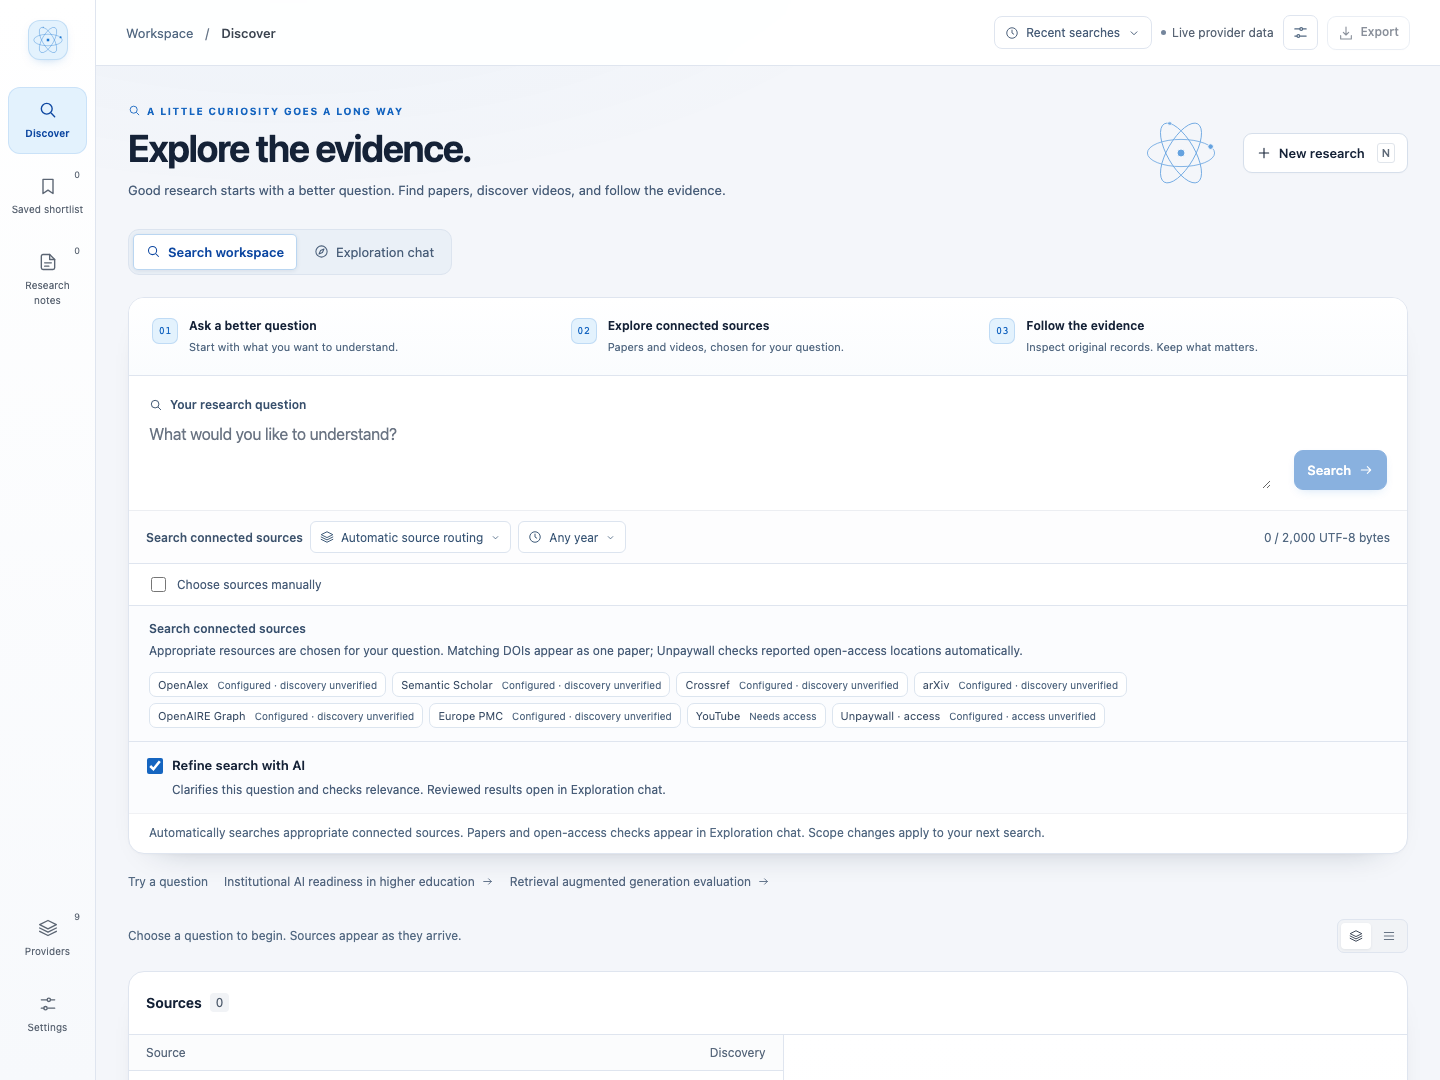 Workspace / Discover
Recent searches
Live provider data
Export
Discover
0
Saved shortlist
0
Research
notes
9
Providers
Settings
A LITTLE CURIOSITY GOES A LONG WAY
Explore the evidence.
Good research starts with a better question. Find papers, discover videos, and follow the evidence.
New research N
Search workspace
Exploration chat
01 Ask a better question
Start with what you want to understand.
02 Explore connected sources
Papers and videos, chosen for your question.
03 Follow the evidence
Inspect original records. Keep what matters.
Your research question
What would you like to understand?
Search
Search connected sources Automatic source routing Any year 0 / 2,000 UTF-8 bytes
Choose sources manually
Search connected sources
Appropriate resources are chosen for your question. Matching DOIs appear as one paper; Unpaywall checks reported open-access locations automatically.
OpenAlex Configured · discovery unverified Semantic Scholar Configured · discovery unverified Crossref Configured · discovery unverified arXiv Configured · discovery unverified
OpenAIRE Graph Configured · discovery unverified Europe PMC Configured · discovery unverified YouTube Needs access Unpaywall · access Configured · access unverified
Refine search with AI
Clarifies this question and checks relevance. Reviewed results open in Exploration chat.
Automatically searches appropriate connected sources. Papers and open-access checks appear in Exploration chat. Scope changes apply to your next search.
Try a question Institutional AI readiness in higher education → Retrieval augmented generation evaluation →
Choose a question to begin. Sources appear as they arrive.
Sources 0
Source Discovery